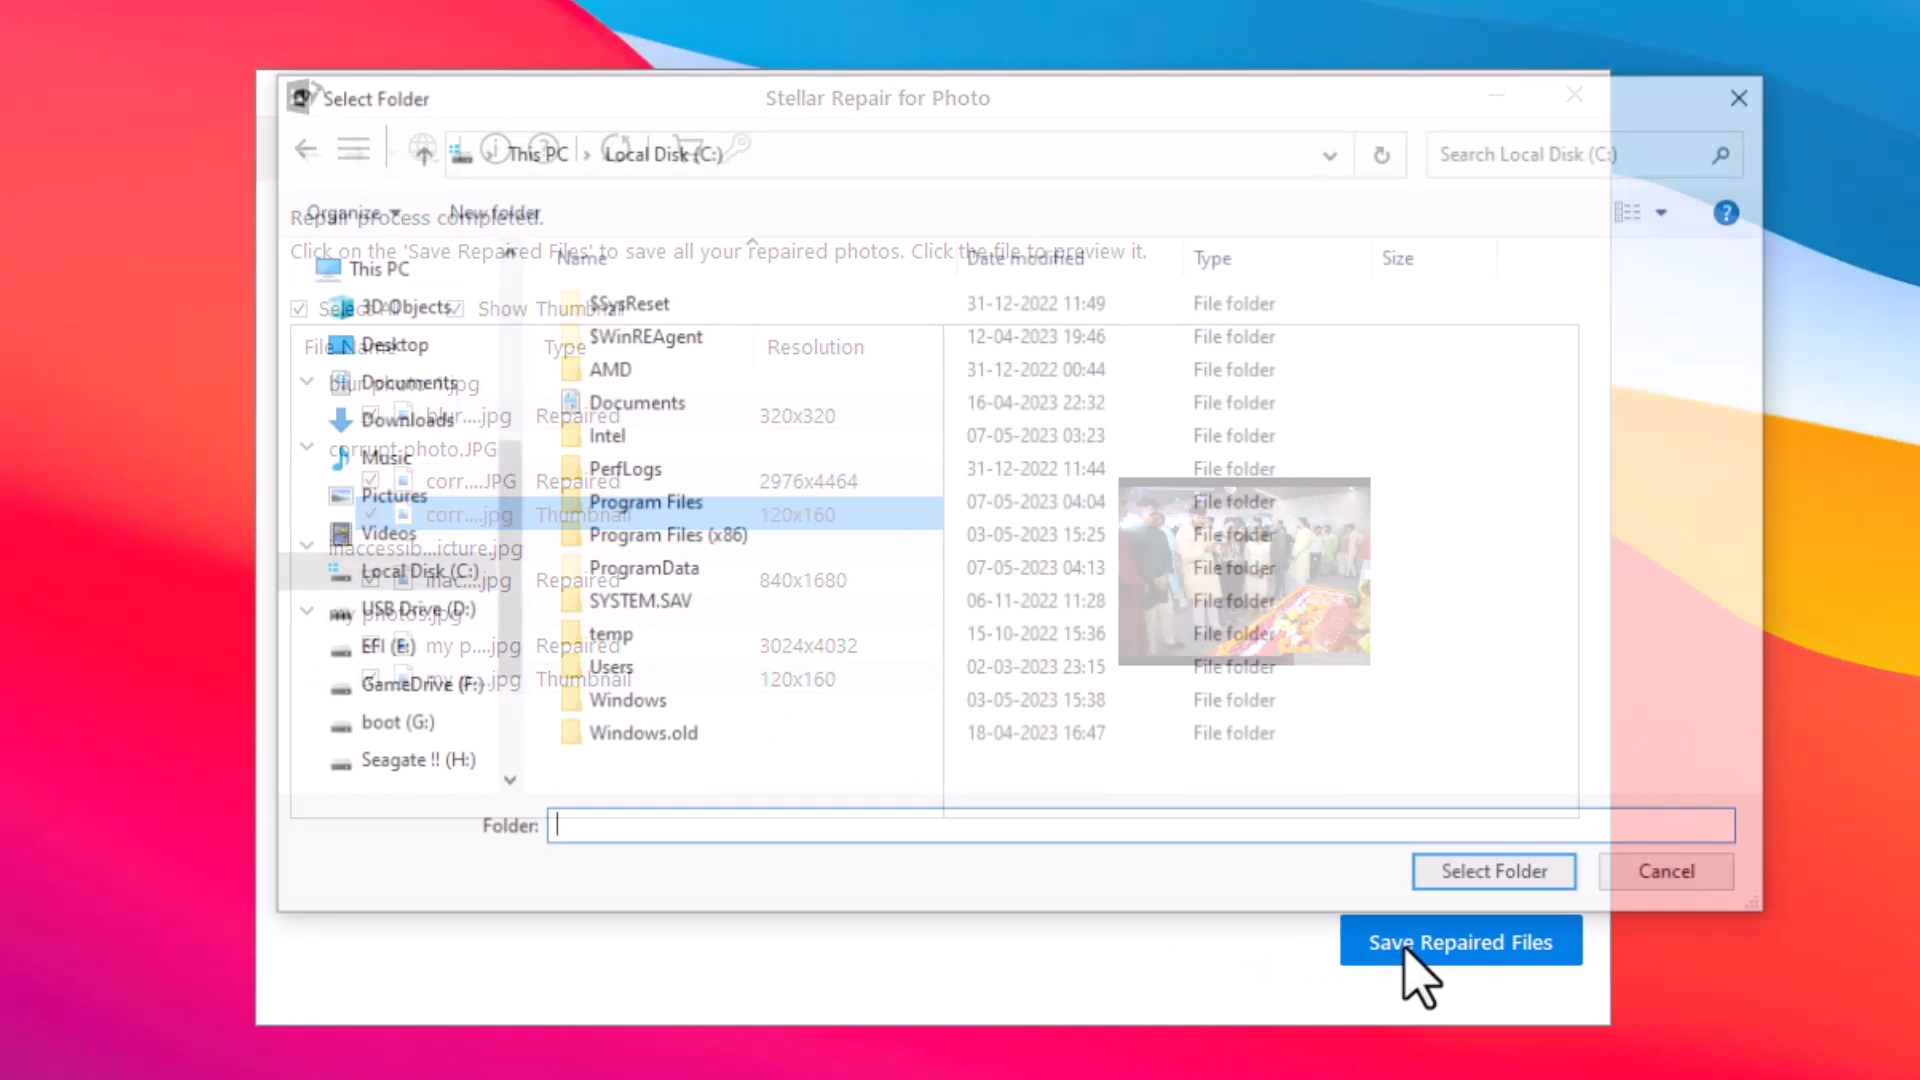 Select Folder
Stellar Repair for Photo
This PC › Local Disk (C:)
Search Local Disk (C:)
Organize
New folder
Repair process completed.
Click on the 'Save Repaired Files' to save all your repaired photos. Click the file to preview it.
Name
Date modified
Type
Size
This PC
3D Objects
Desktop
Documents
Downloads
Music
Pictures
Videos
Local Disk (C:)
USB Drive (D:)
EFI (E:)
GameDrive (F:)
boot (G:)
Seagate !! (H:)
$SysReset 31-12-2022 11:49 File folder
$WinREAgent 12-04-2023 19:46 File folder
AMD 31-12-2022 00:44 File folder
Documents 16-04-2023 22:32 File folder
Intel 07-05-2023 03:23 File folder
PerfLogs 31-12-2022 11:44 File folder
Program Files 07-05-2023 04:04 File folder
Program Files (x86) 03-05-2023 15:25 File folder
ProgramData 07-05-2023 04:13 File folder
SYSTEM.SAV 06-11-2022 11:28 File folder
temp 15-10-2022 15:36 File folder
Users 02-03-2023 23:15 File folder
Windows 03-05-2023 15:38 File folder
Windows.old 18-04-2023 16:47 File folder
Select All
Show Thumbnail
File Name Type Resolution
blur....jpg Repaired 320x320
corrupt-photo.JPG
corr....JPG Repaired 2976x4464
corr....jpg Thumbnail 120x160
inaccessib...icture.jpg
inac....jpg Repaired 840x1680
my photos.jpg
my p....jpg Repaired 3024x4032
my p....jpg Thumbnail 120x160
Folder:
Select Folder
Cancel
Save Repaired Files